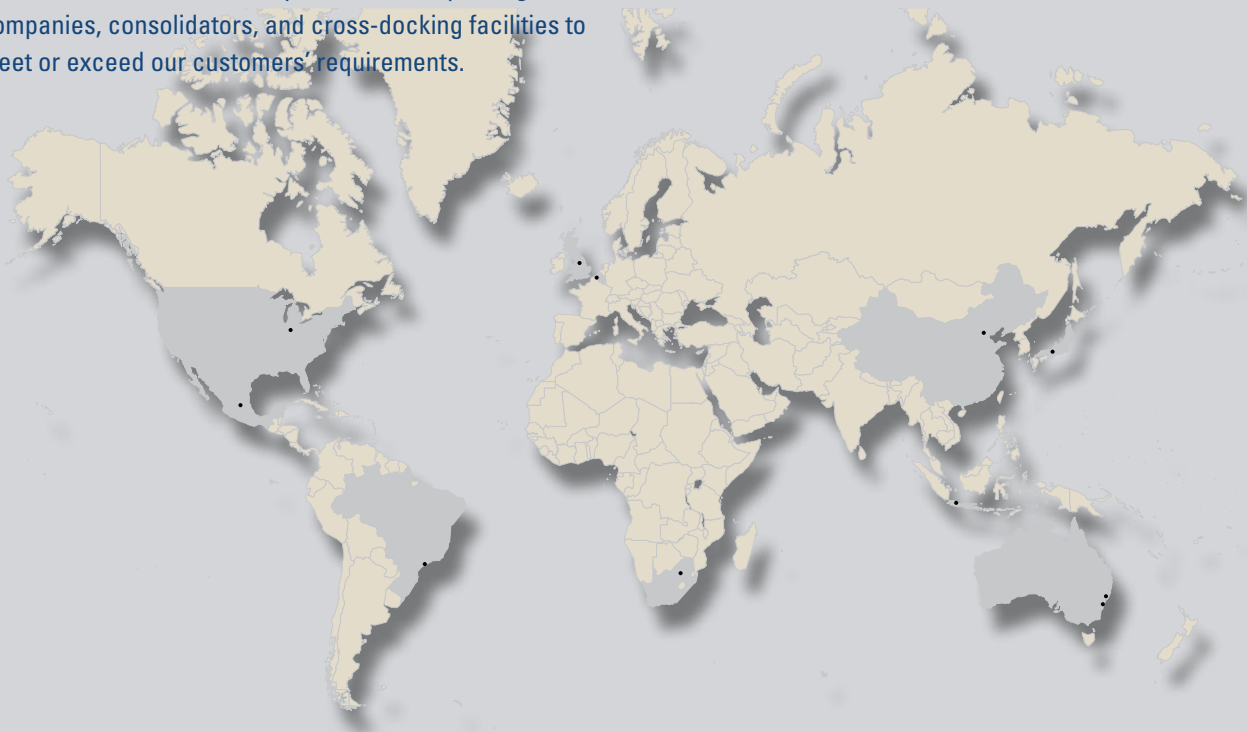 ompanies, consolidators, and cross-docking facilities to
eet or exceed our customers’ requirements.